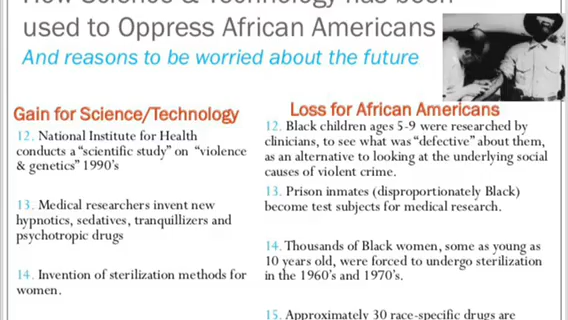 How Science & Technology has been
used to Oppress African Americans
And reasons to be worried about the future
Gain for Science/Technology
12. National Institute for Health
conducts a “scientific study” on “violence
& genetics” 1990’s
13. Medical researchers invent new
hypnotics, sedatives, tranquillizers and
psychotropic drugs
14. Invention of sterilization methods for
women.
Loss for African Americans
12. Black children ages 5-9 were researched by
clinicians, to see what was “defective” about them,
as an alternative to looking at the underlying social
causes of violent crime.
13. Prison inmates (disproportionately Black)
become test subjects for medical research.
14. Thousands of Black women, some as young as
10 years old, were forced to undergo sterilization
in the 1960’s and 1970’s.
15. Approximately 30 race-specific drugs are